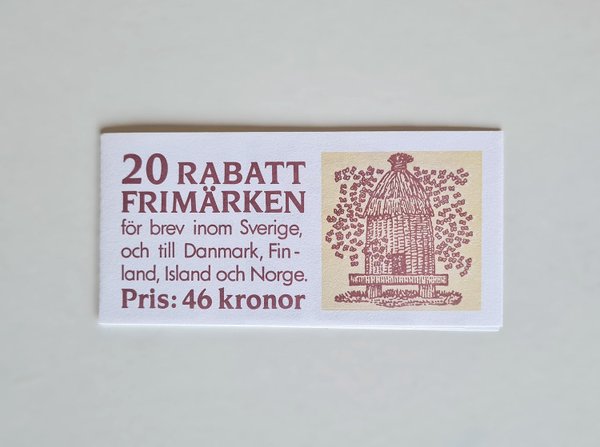 20 RABATT
FRIMÄRKEN
för brev inom Sverige,
och till Danmark, Fin-
land, Island och Norge.
Pris: 46 kronor